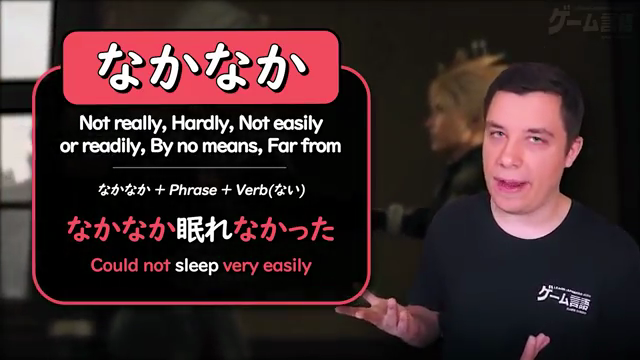 なかなか
Not really, Hardly, Not easily
or readily, By no means, Far from
なかなか + Phrase + Verb(ない)
なかなか眠れなかった
Could not sleep very easily
ゲーム言語
ゲーム言語